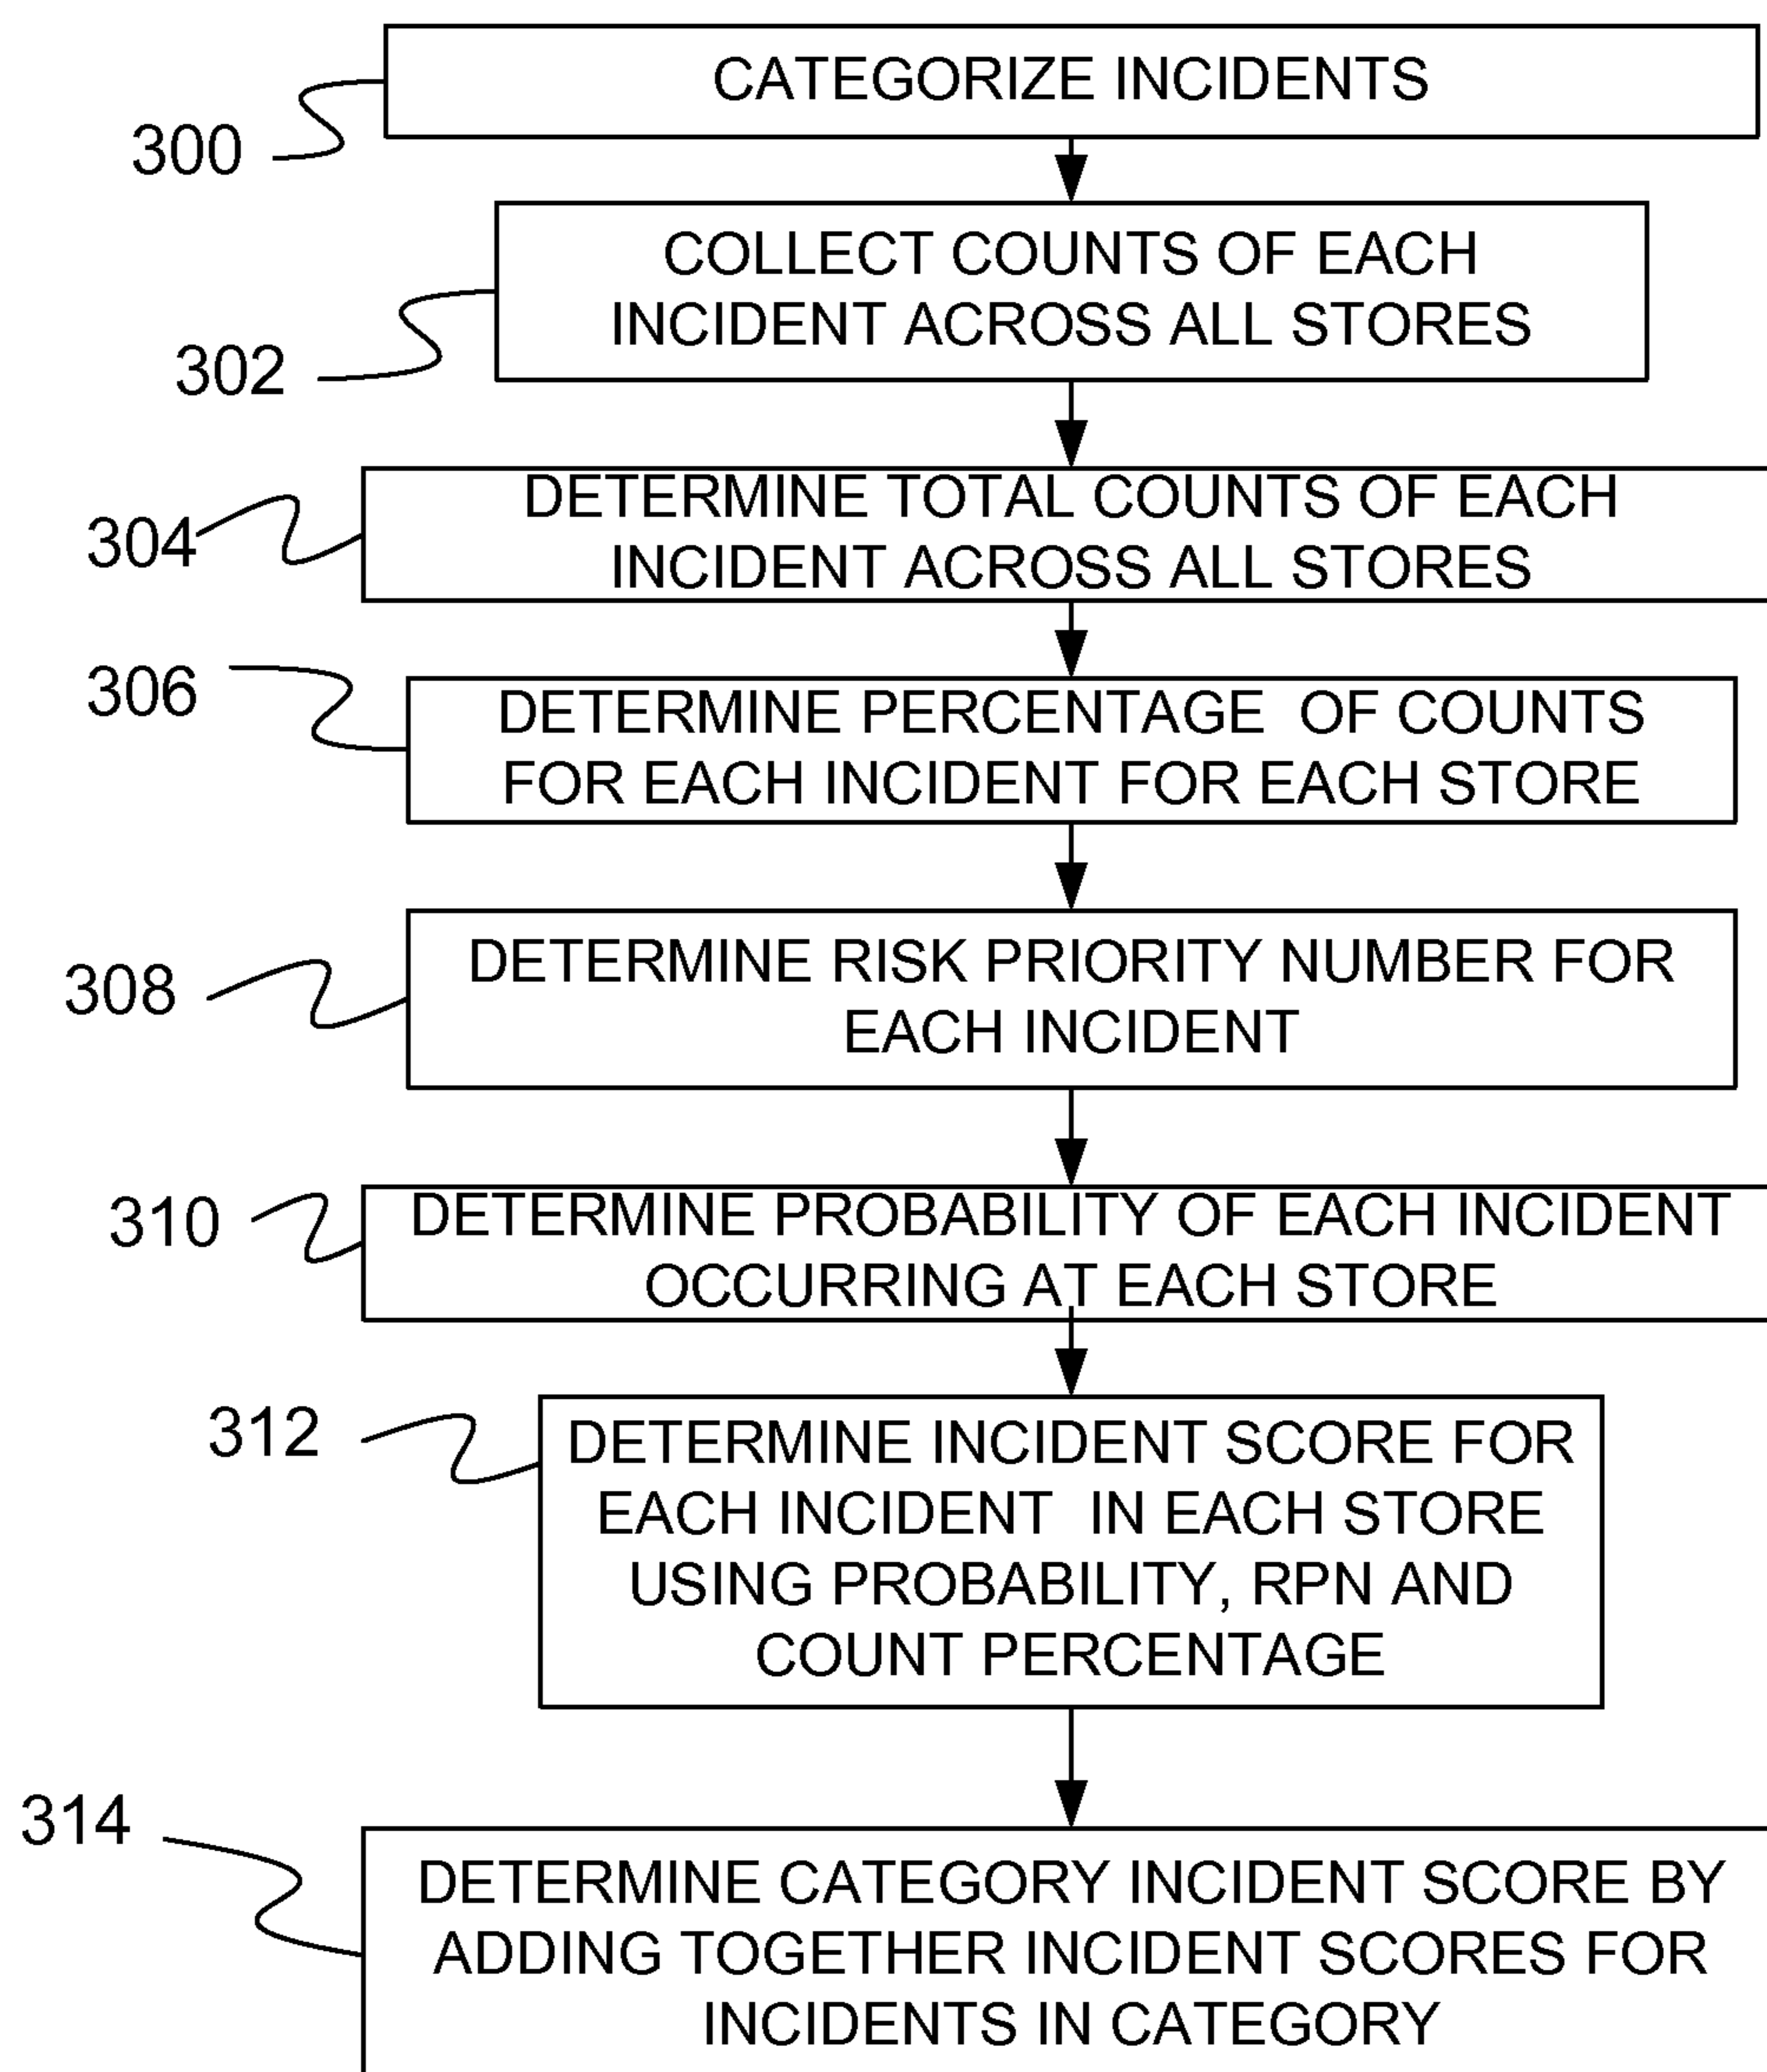 CATEGORIZE INCIDENTS
300
COLLECT COUNTS OF EACH
INCIDENT ACROSS ALL STORES
302
DETERMINE TOTAL COUNTS OF EACH
INCIDENT ACROSS ALL STORES
304
306
DETERMINE PERCENTAGE OF COUNTS
FOR EACH INCIDENT FOR EACH STORE
308
DETERMINE RISK PRIORITY NUMBER FOR
EACH INCIDENT
310
DETERMINE PROBABILITY OF EACH INCIDENT
OCCURRING AT EACH STORE
312
DETERMINE INCIDENT SCORE FOR
EACH INCIDENT IN EACH STORE
USING PROBABILITY, RPN AND
COUNT PERCENTAGE
314
DETERMINE CATEGORY INCIDENT SCORE BY
ADDING TOGETHER INCIDENT SCORES FOR
INCIDENTS IN CATEGORY